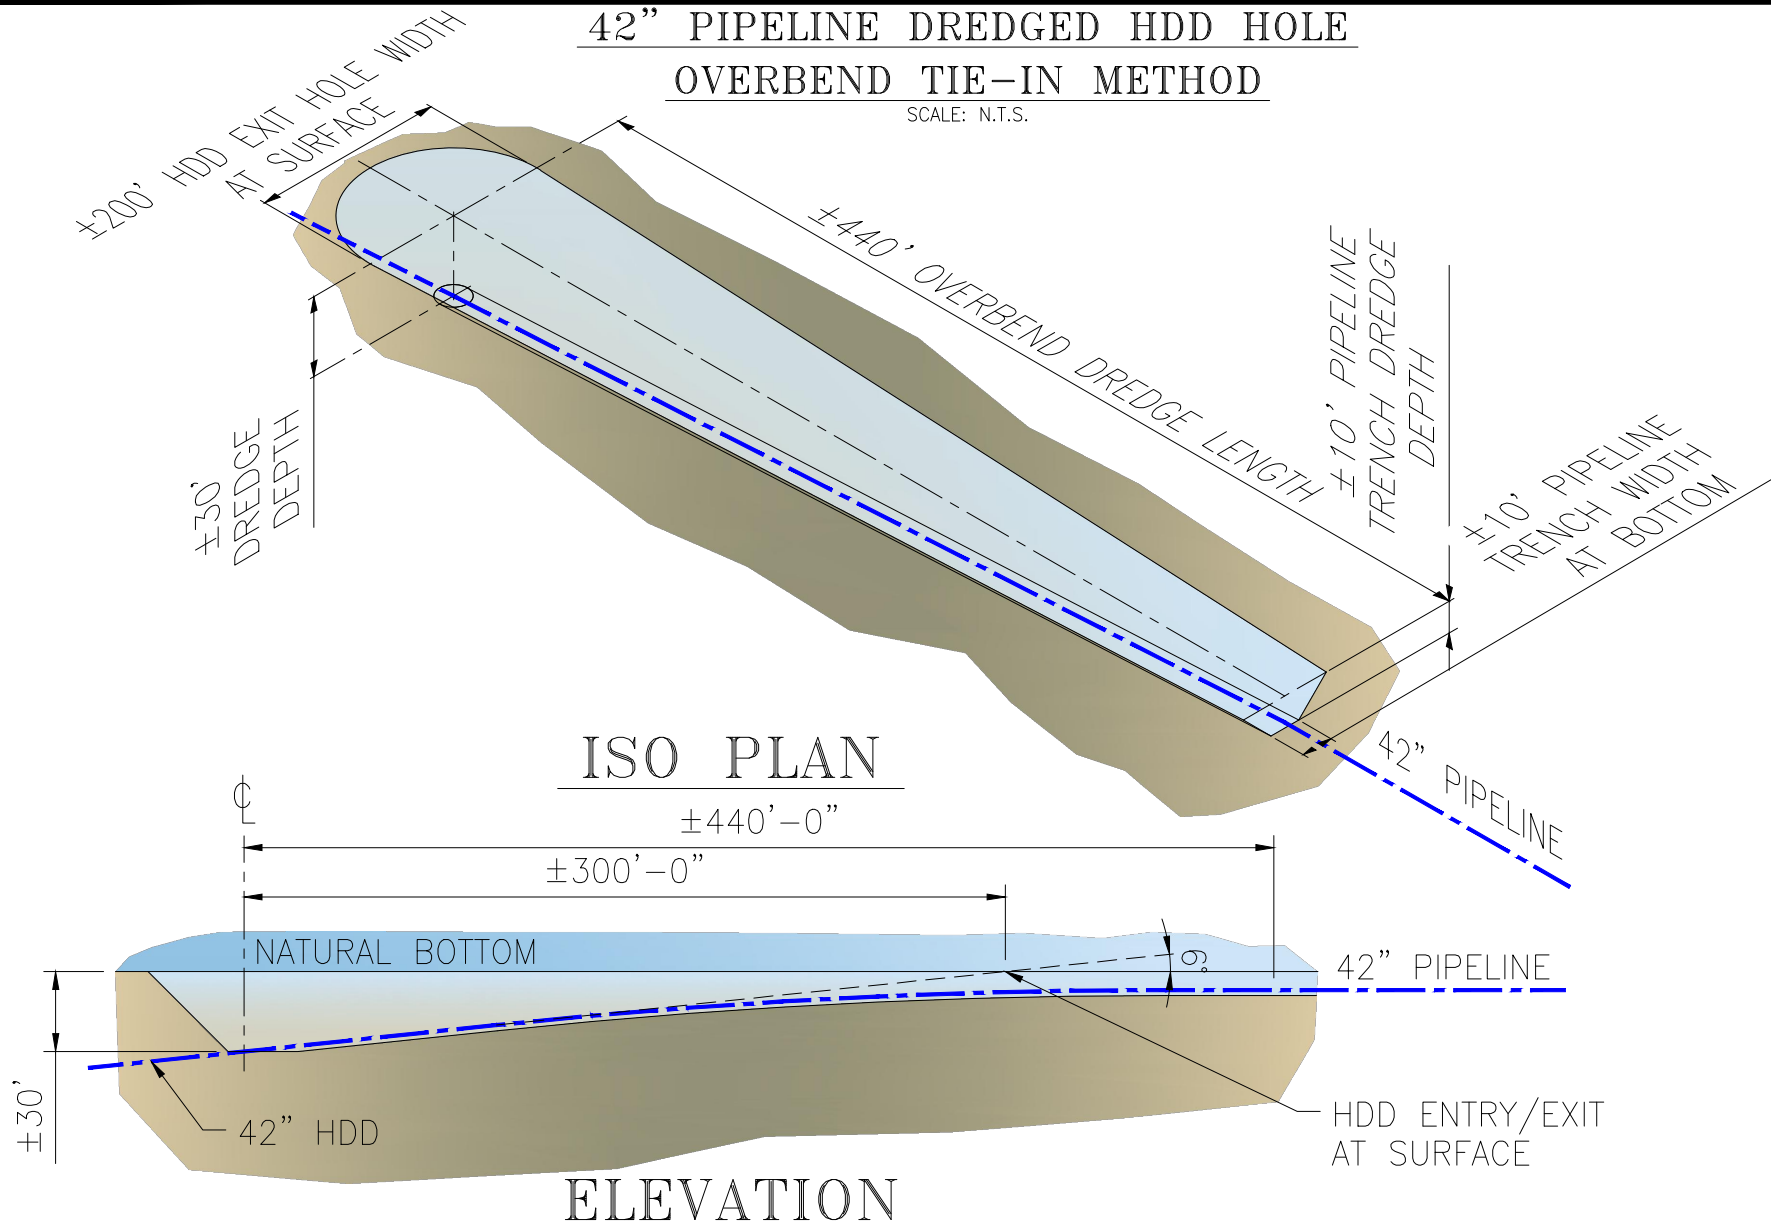 42” PIPELINE DREDGED HDD HOLE
OVERBEND TIE-IN METHOD
SCALE: N.T.S.
±200' HDD EXIT HOLE WIDTH
AT SURFACE
±440' OVERBEND DREDGE LENGTH
±10' PIPELINE
TRENCH DREDGE
DEPTH
±10' PIPELINE
TRENCH WIDTH
AT BOTTOM
±30'
DREDGE
DEPTH
42” PIPELINE
ISO PLAN
℄
±440'-0”
±300'-0”
NATURAL BOTTOM
6°
42” PIPELINE
±30'
42” HDD
HDD ENTRY/EXIT
AT SURFACE
ELEVATION